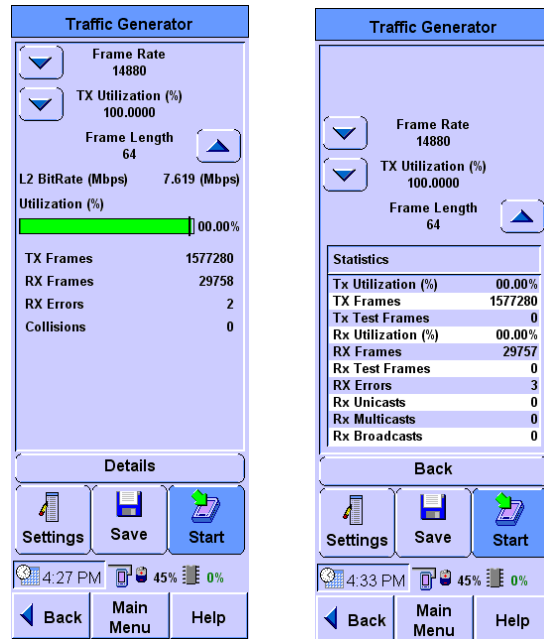 Traffic Generator
Frame Rate
14880
TX Utilization (%)
100.0000
Frame Length
64
L2 BitRate (Mbps) 7.619 (Mbps)
Utilization (%)
00.00%
TX Frames 1577280
RX Frames 29758
RX Errors 2
Collisions 0
Details
Settings Save Start
4:27 PM 45% 0%
Back Main Menu Help
Traffic Generator
Frame Rate
14880
TX Utilization (%)
100.0000
Frame Length
64
Statistics
Tx Utilization (%) 00.00%
TX Frames 1577280
Tx Test Frames 0
Rx Utilization (%) 00.00%
RX Frames 29757
Rx Test Frames 0
RX Errors 3
Rx Unicasts 0
Rx Multicasts 0
Rx Broadcasts 0
Back
Settings Save Start
4:33 PM 45% 0%
Back Main Menu Help